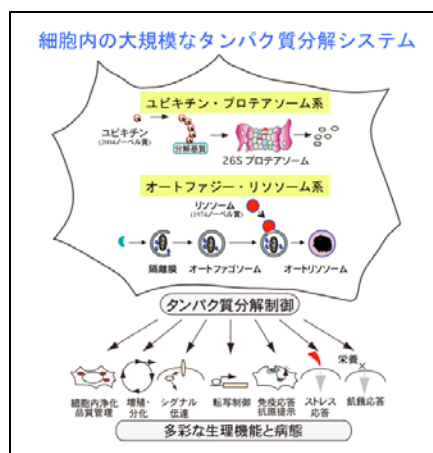 細胞内の大規模なタンパク質分解システム
ユビキチン・プロテアソーム系
ユビキチン
(2004ノーベル賞)
分解基質
26S プロテアソーム
オートファジー・リソソーム系
リソソーム
(1974ノーベル賞)
隔離膜
オートファゴソーム
オートリソソーム
タンパク質分解制御
細胞内浄化
品質管理
増殖・
分化
シグナル
伝達
転写制御
免疫応答
抗原提示
ストレス
応答
栄養
飢餓応答
多彩な生理機能と病態